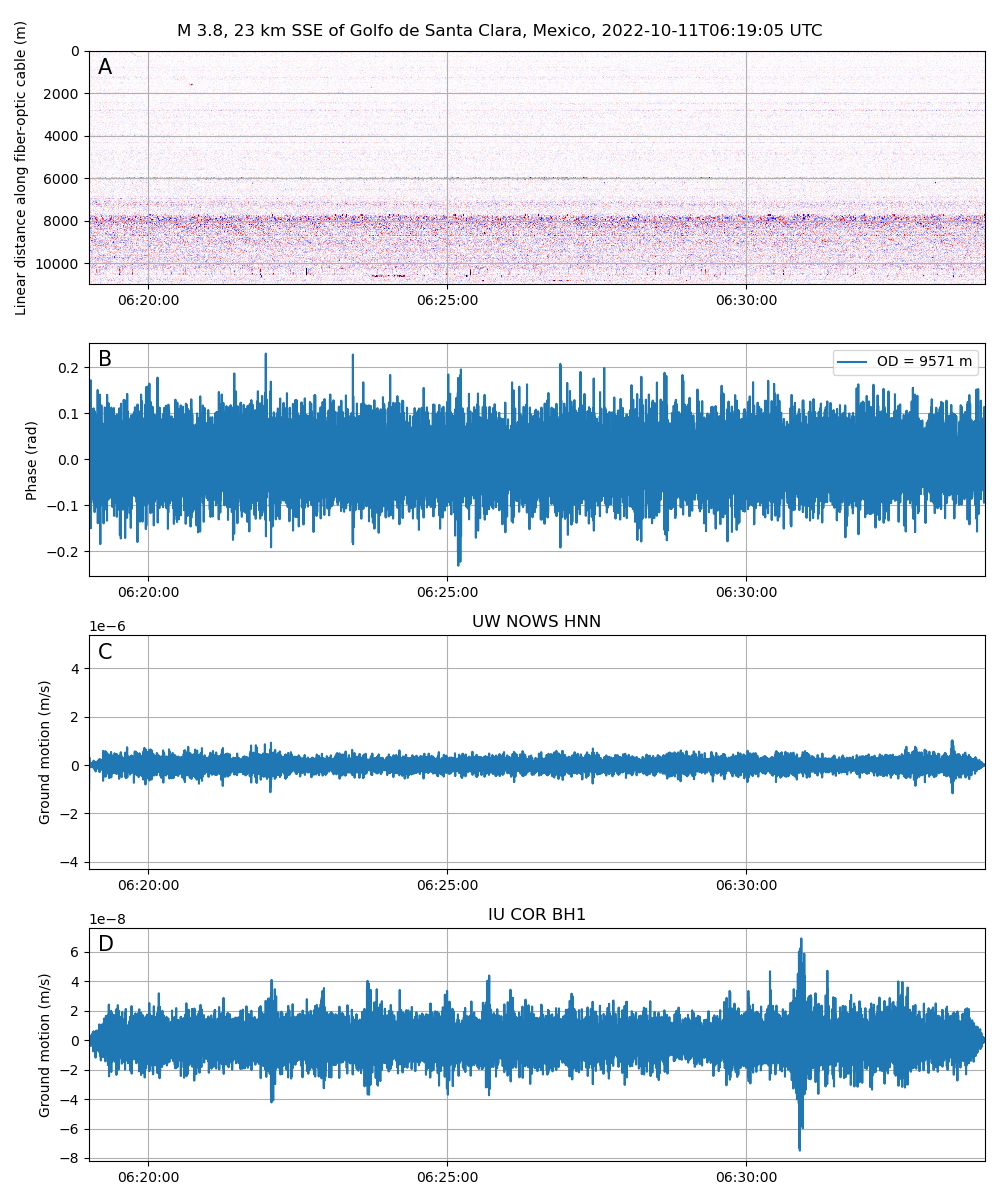 M 3.8, 23 km SSE of Golfo de Santa Clara, Mexico, 2022-10-11T06:19:05 UTC
Linear distance along fiber-optic cable (m)
A
0
2000
4000
6000
8000
10000
06:20:00 06:25:00 06:30:00
Phase (rad)
B
OD = 9571 m
0.2
0.1
0.0
−0.1
−0.2
06:20:00 06:25:00 06:30:00
UW NOWS HNN
1e−6
Ground motion (m/s)
C
4
2
0
−2
−4
06:20:00 06:25:00 06:30:00
IU COR BH1
1e−8
Ground motion (m/s)
D
6
4
2
0
−2
−4
−6
−8
06:20:00 06:25:00 06:30:00